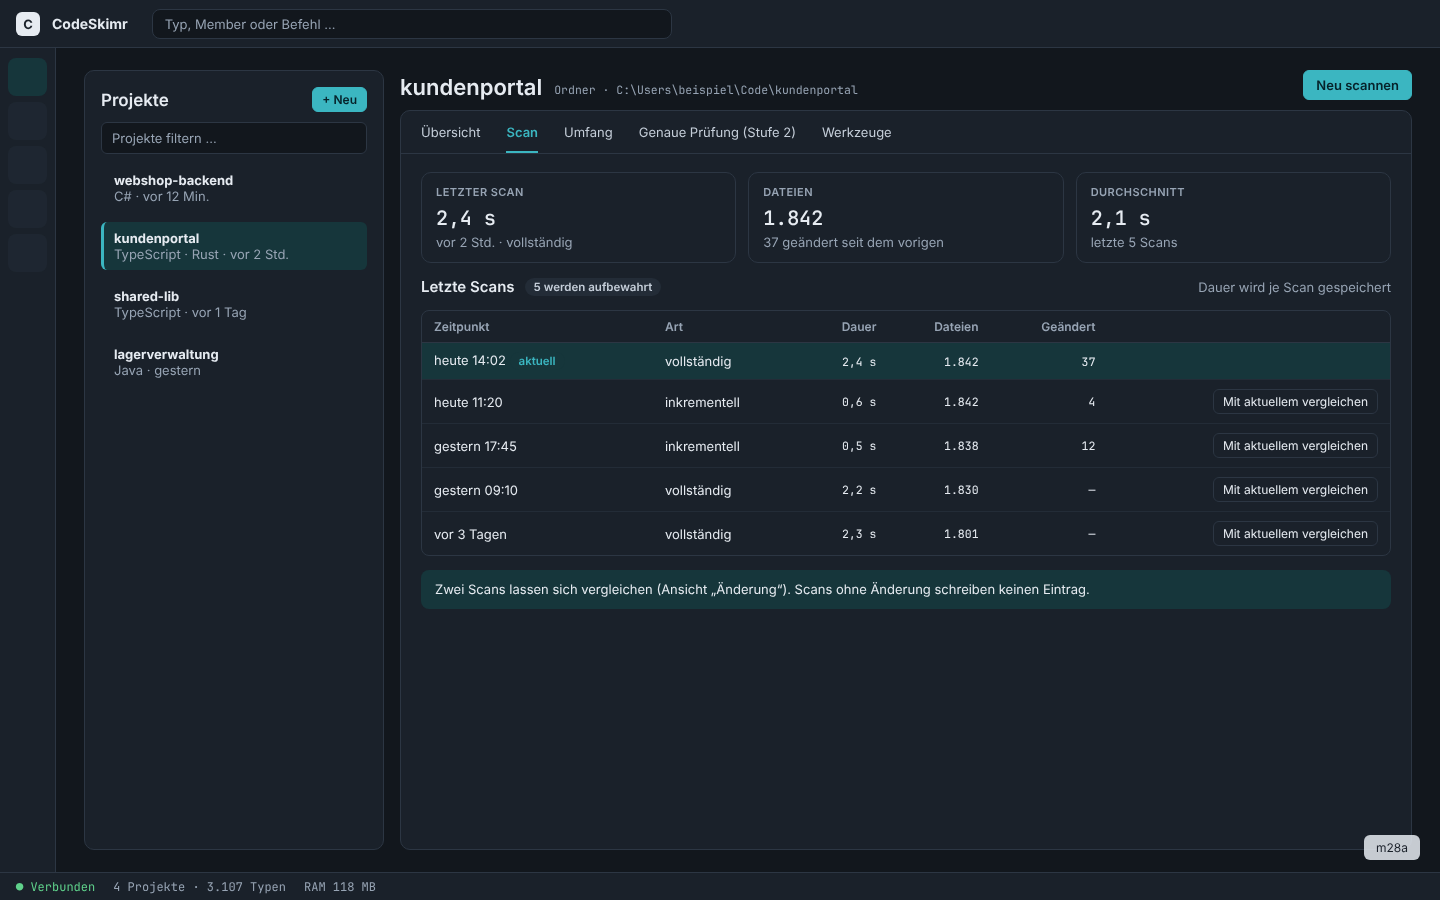 C CodeSkimr Typ, Member oder Befehl ...
Projekte + Neu
Projekte filtern ...
webshop-backend
C# · vor 12 Min.
kundenportal
TypeScript · Rust · vor 2 Std.
shared-lib
TypeScript · vor 1 Tag
lagerverwaltung
Java · gestern
kundenportal Ordner · C:\Users\beispiel\Code\kundenportal Neu scannen
Übersicht Scan Umfang Genaue Prüfung (Stufe 2) Werkzeuge
LETZTER SCAN
2,4 s
vor 2 Std. · vollständig
DATEIEN
1.842
37 geändert seit dem vorigen
DURCHSCHNITT
2,1 s
letzte 5 Scans
Letzte Scans 5 werden aufbewahrt Dauer wird je Scan gespeichert
Zeitpunkt Art Dauer Dateien Geändert
heute 14:02 aktuell vollständig 2,4 s 1.842 37
heute 11:20 inkrementell 0,6 s 1.842 4 Mit aktuellem vergleichen
gestern 17:45 inkrementell 0,5 s 1.838 12 Mit aktuellem vergleichen
gestern 09:10 vollständig 2,2 s 1.830 – Mit aktuellem vergleichen
vor 3 Tagen vollständig 2,3 s 1.801 – Mit aktuellem vergleichen
Zwei Scans lassen sich vergleichen (Ansicht „Änderung“). Scans ohne Änderung schreiben keinen Eintrag.
m28a
Verbunden 4 Projekte · 3.107 Typen RAM 118 MB